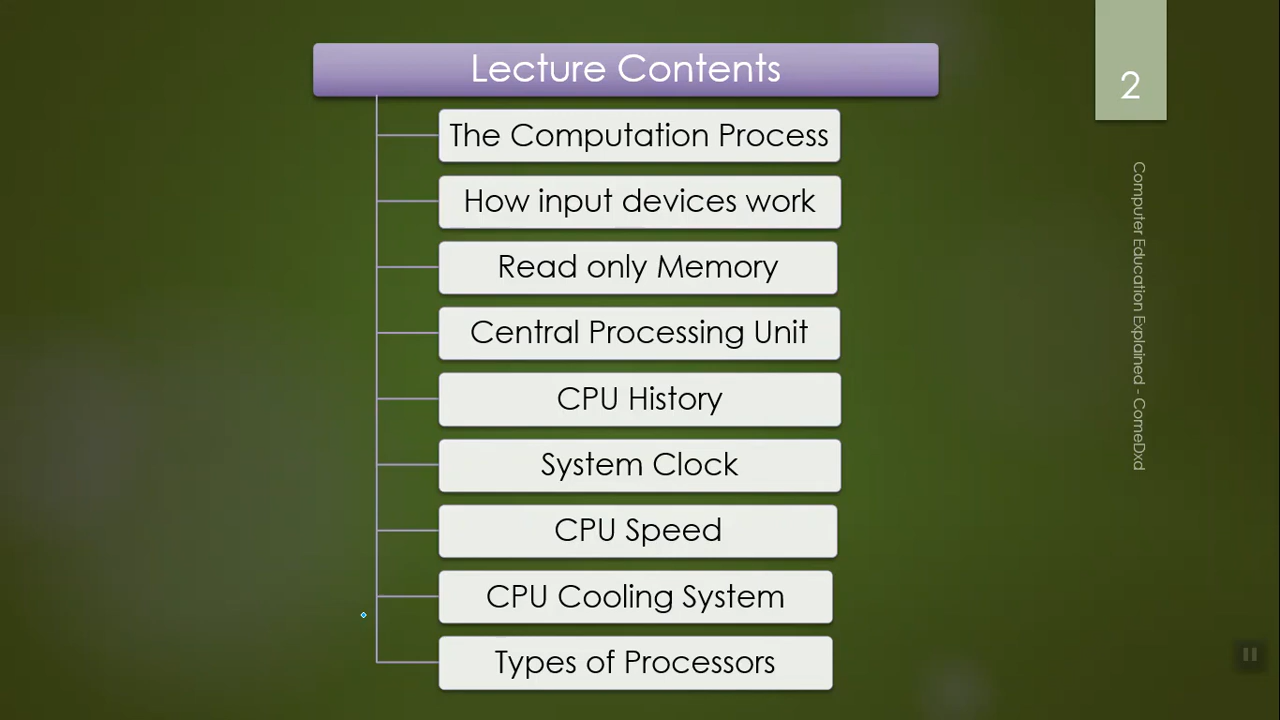 Lecture Contents
2
The Computation Process
How input devices work
Read only Memory
Central Processing Unit
CPU History
System Clock
CPU Speed
CPU Cooling System
Types of Processors
Computer Education Explained - ComeDxd